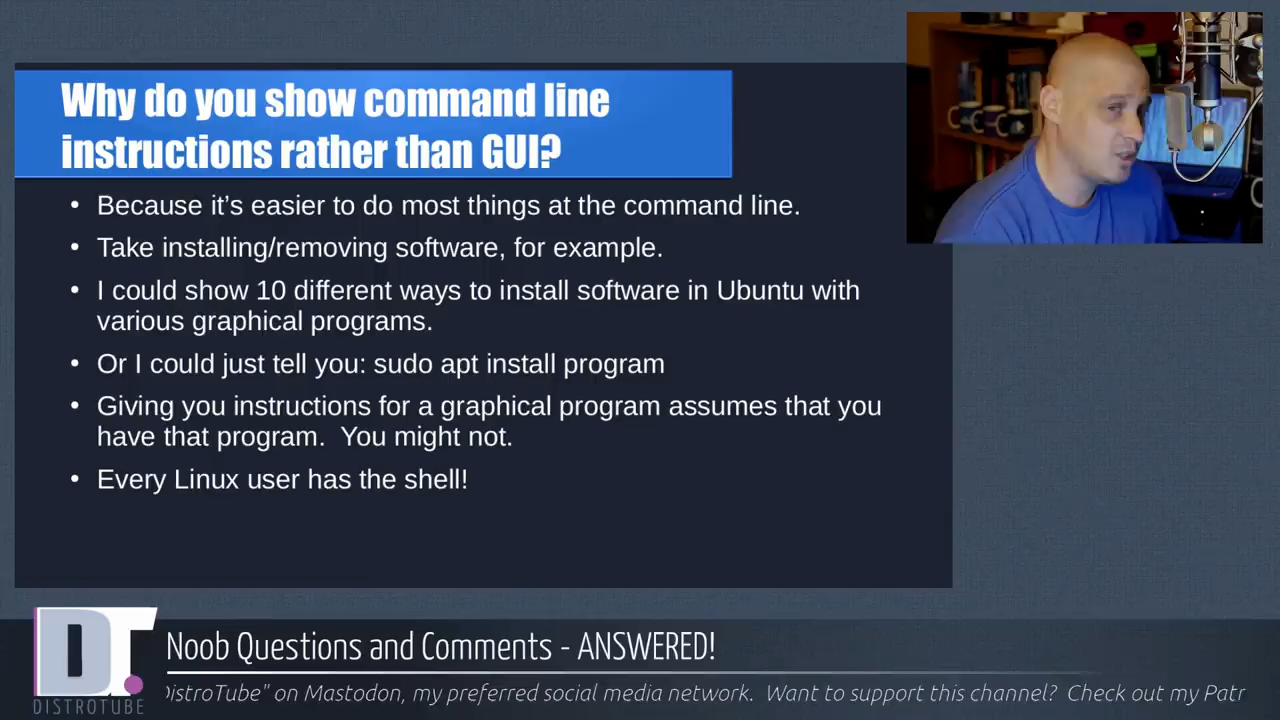 Why do you show command line
instructions rather than GUI?
• Because it's easier to do most things at the command line.
• Take installing/removing software, for example.
• I could show 10 different ways to install software in Ubuntu with
various graphical programs.
• Or I could just tell you: sudo apt install program
• Giving you instructions for a graphical program assumes that you
have that program.  You might not.
• Every Linux user has the shell!
DT.
DISTROTUBE
Noob Questions and Comments - ANSWERED!
DistroTube" on Mastodon, my preferred social media network.  Want to support this channel?  Check out my Patr